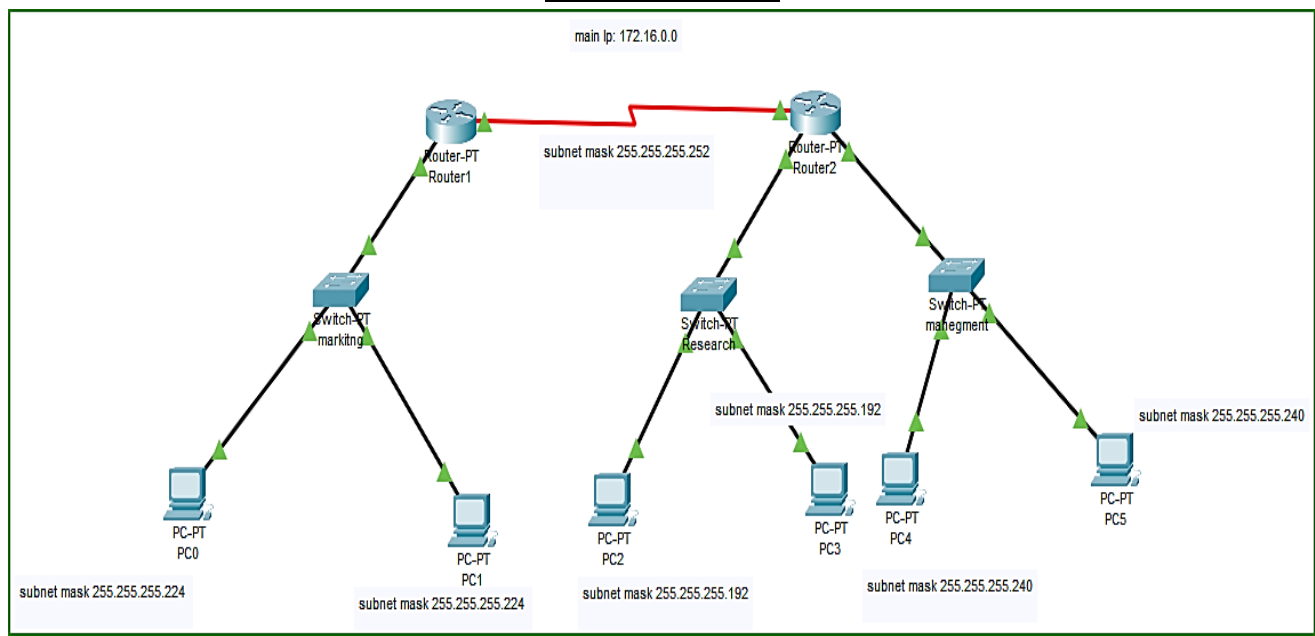 main Ip: 172.16.0.0
subnet mask 255.255.255.252
Router-PT
Router1
Router-PT
Router2
Switch-PT
markitng
Switch-PT
Research
Switch-PT
manegment
subnet mask 255.255.255.192
subnet mask 255.255.255.240
PC-PT
PC0
PC-PT
PC1
PC-PT
PC2
PC-PT
PC3
PC-PT
PC4
PC-PT
PC5
subnet mask 255.255.255.224
subnet mask 255.255.255.224
subnet mask 255.255.255.192
subnet mask 255.255.255.240